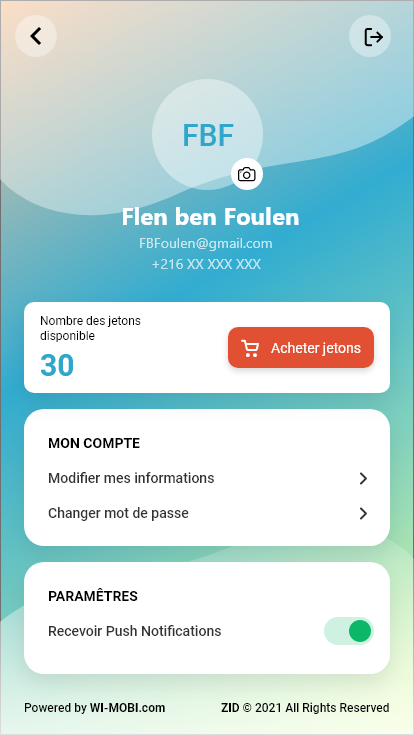 FBF
Flen ben Foulen
FBFoulen@gmail.com
+216 XX XXX XXX
Nombre des jetons
disponible
30
Acheter jetons
MON COMPTE
Modifier mes informations
Changer mot de passe
PARAMÊTRES
Recevoir Push Notifications
Powered by WI-MOBI.com
ZID © 2021 All Rights Reserved